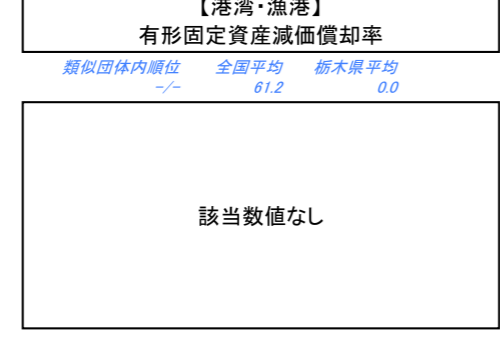 【港湾・漁港】
有形固定資産減価償却率
類似団体内順位 全国平均 栃木県平均
-/- 61.2 0.0
該当数値なし